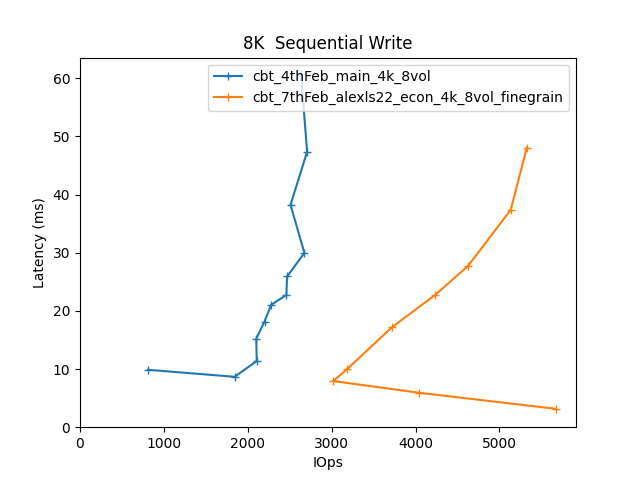 8K  Sequential Write
cbt_4thFeb_main_4k_8vol
cbt_7thFeb_alexls22_econ_4k_8vol_finegrain
Latency (ms)
60
50
40
30
20
10
0
0 1000 2000 3000 4000 5000
IOps